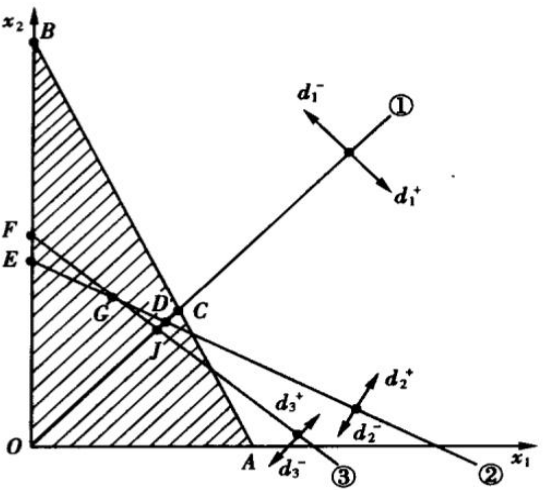 x₂
B
d₁⁻
①
d₁⁺
F
E
G
D
C
J
d₂⁺
d₃⁺
d₂⁻
O
A
d₃⁻
③
②
x₁